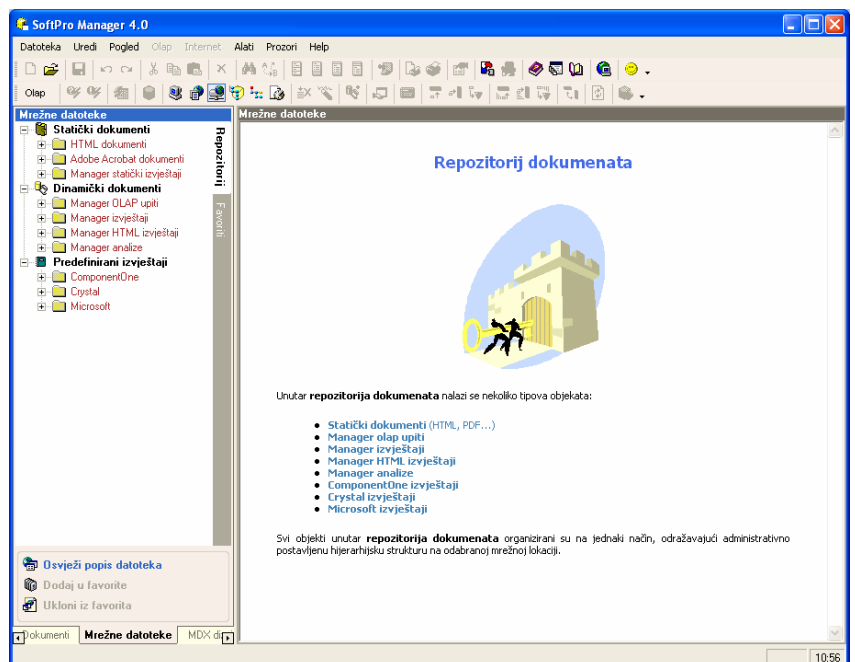 SoftPro Manager 4.0
Datoteka Uredi Pogled Olap Internet Alati Prozori Help
Olap
Mrežne datoteke
Statički dokumenti
HTML dokumenti
Adobe Acrobat dokumenti
Manager statički izvještaji
Dinamički dokumenti
Manager OLAP upiti
Manager izvještaji
Manager HTML izvještaji
Manager analize
Predefinirani izvještaji
ComponentOne
Crystal
Microsoft
Repozitorij
Favoriti
Osvježi popis datoteka
Dodaj u favorite
Ukloni iz favorita
Dokumenti Mrežne datoteke MDX
Mrežne datoteke
Repozitorij dokumenata
Unutar repozitorija dokumenata nalazi se nekoliko tipova objekata:
• Statički dokumenti (HTML, PDF...)
• Manager olap upiti
• Manager izvještaji
• Manager HTML izvještaji
• Manager analize
• ComponentOne izvještaji
• Crystal izvještaji
• Microsoft izvještaji
Svi objekti unutar repozitorija dokumenata organizirani su na jednaki način, odražavajući administrativno
postavljenu hijerarhijsku strukturu na odabranoj mrežnoj lokaciji.
10:56